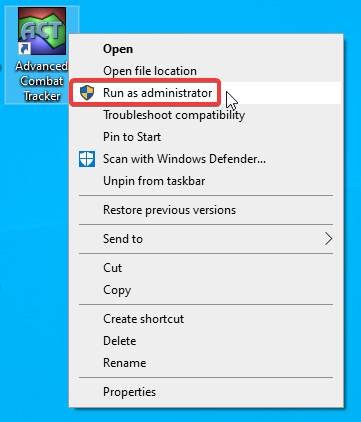 ACT
Advanced
Combat
Tracker
Open
Open file location
Run as administrator
Troubleshoot compatibility
Pin to Start
Scan with Windows Defender...
Unpin from taskbar
Restore previous versions
Send to
Cut
Copy
Create shortcut
Delete
Rename
Properties